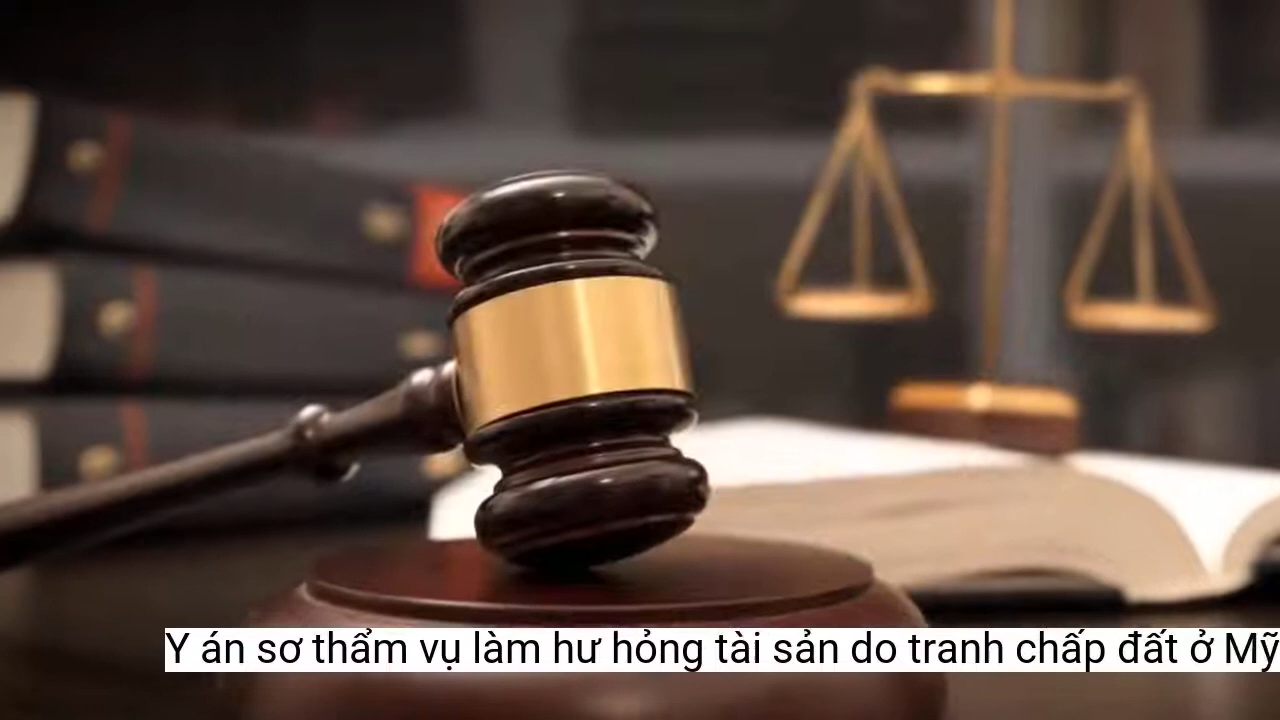 Y án sơ thẩm vụ làm hư hỏng tài sản do tranh chấp đất ở Mỹ